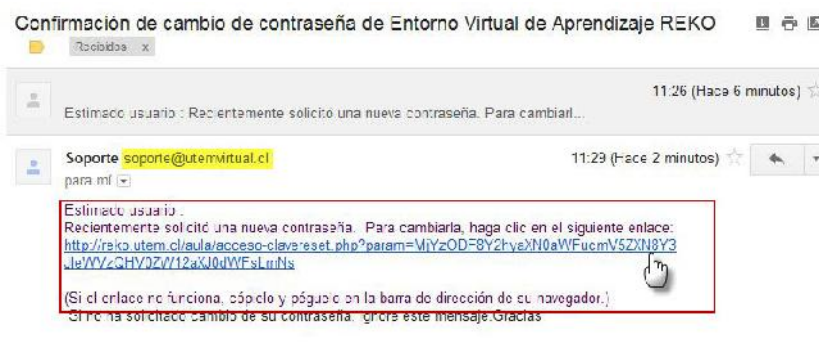 Confirmación de cambio de contraseña de Entorno Virtual de Aprendizaje REKO
Recibidos x
11:26 (Hace 6 minutos)
Estimado usuario : Recientemente solicitó una nueva contraseña. Para cambiarl...
Soporte soporte@utemvirtual.cl
11:29 (Hace 2 minutos)
para mí
Estimado usuario :
Recientemente solicitó una nueva contraseña. Para cambiarla, haga clic en el siguiente enlace:
http://reko.utem.cl/aula/acceso-clavereset.php?param=
(Si el enlace no funciona, cópielo y péguelo en la barra de dirección de su navegador.)
Si no ha solicitado cambio de su contraseña, ignore este mensaje.Gracias